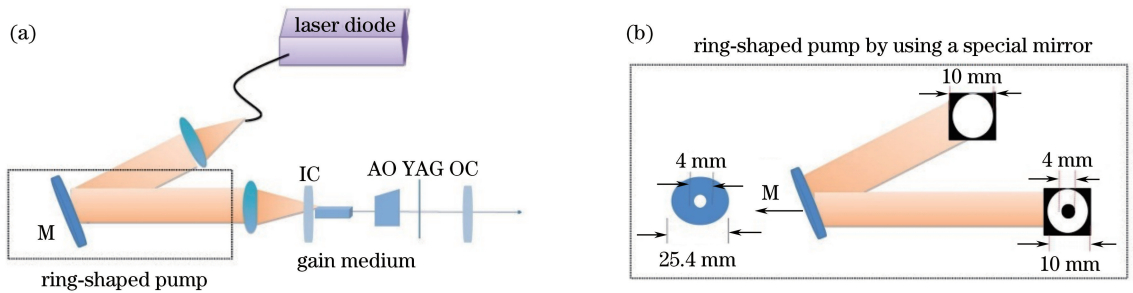 (a)
laser diode
IC
AO YAG OC
M
gain medium
ring-shaped pump
(b)
ring-shaped pump by using a special mirror
10 mm
4 mm
M
4 mm
25.4 mm
10 mm